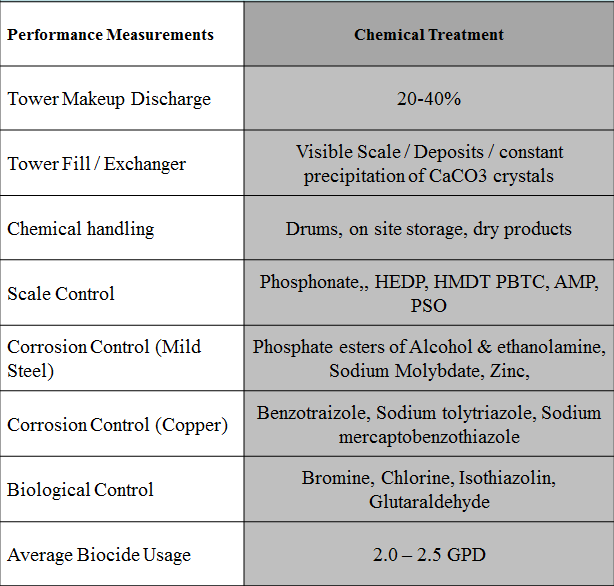 Performance Measurements
Chemical Treatment
Tower Makeup Discharge
20-40%
Tower Fill / Exchanger
Visible Scale / Deposits / constant
precipitation of CaCO3 crystals
Chemical handling
Drums, on site storage, dry products
Scale Control
Phosphonate,, HEDP, HMDT PBTC, AMP,
PSO
Corrosion Control (Mild
Steel)
Phosphate esters of Alcohol & ethanolamine,
Sodium Molybdate, Zinc,
Corrosion Control (Copper)
Benzotraizole, Sodium tolytriazole, Sodium
mercaptobenzothiazole
Biological Control
Bromine, Chlorine, Isothiazolin,
Glutaraldehyde
Average Biocide Usage
2.0 – 2.5 GPD